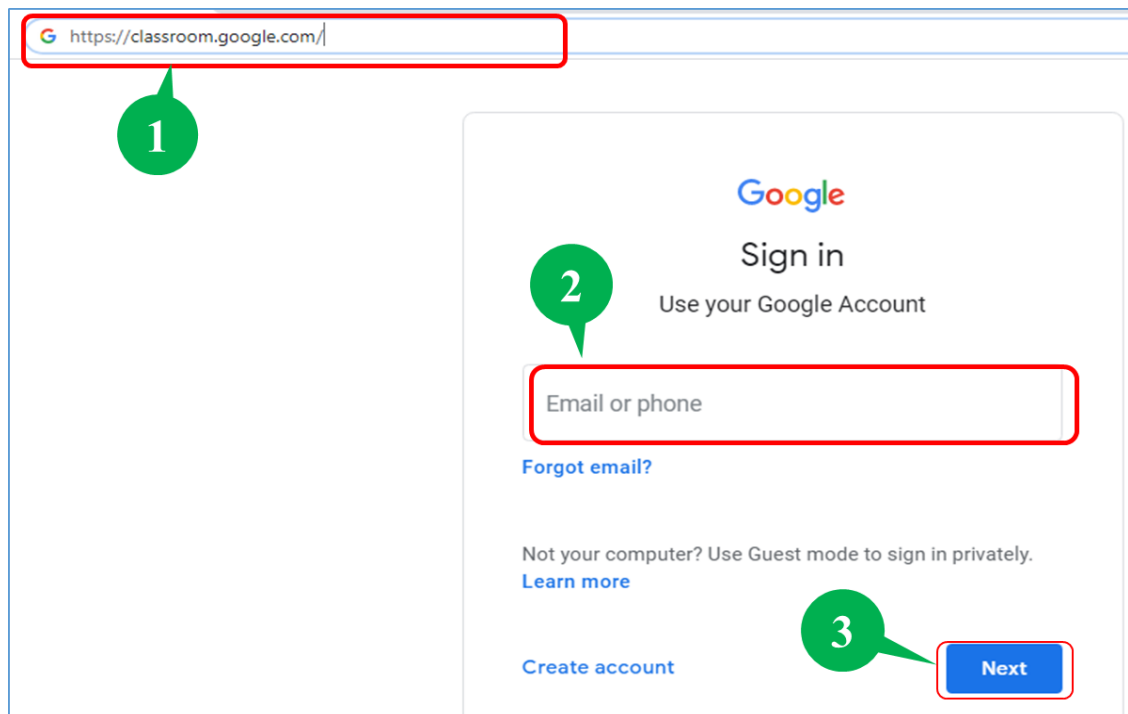 https://classroom.google.com/
1
Google
Sign in
2
Use your Google Account
Email or phone
Forgot email?
Not your computer? Use Guest mode to sign in privately.
Learn more
3
Create account
Next